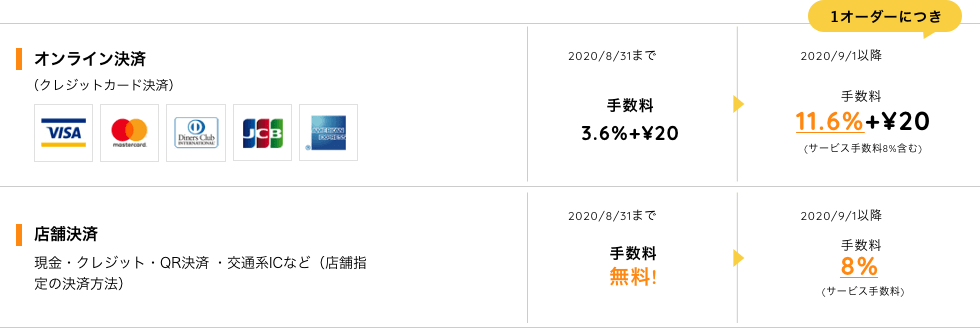 1オーダーにつき
オンライン決済
（クレジットカード決済）
VISA
mastercard
Diners Club
INTERNATIONAL
JCB
AMERICAN
EXPRESS
2020/8/31まで
手数料
3.6%+¥20
2020/9/1以降
手数料
11.6%+¥20
(サービス手数料8%含む)
店舗決済
現金・クレジット・QR決済 ・交通系ICなど（店舗指
定の決済方法）
2020/8/31まで
手数料
無料!
2020/9/1以降
手数料
8%
(サービス手数料)